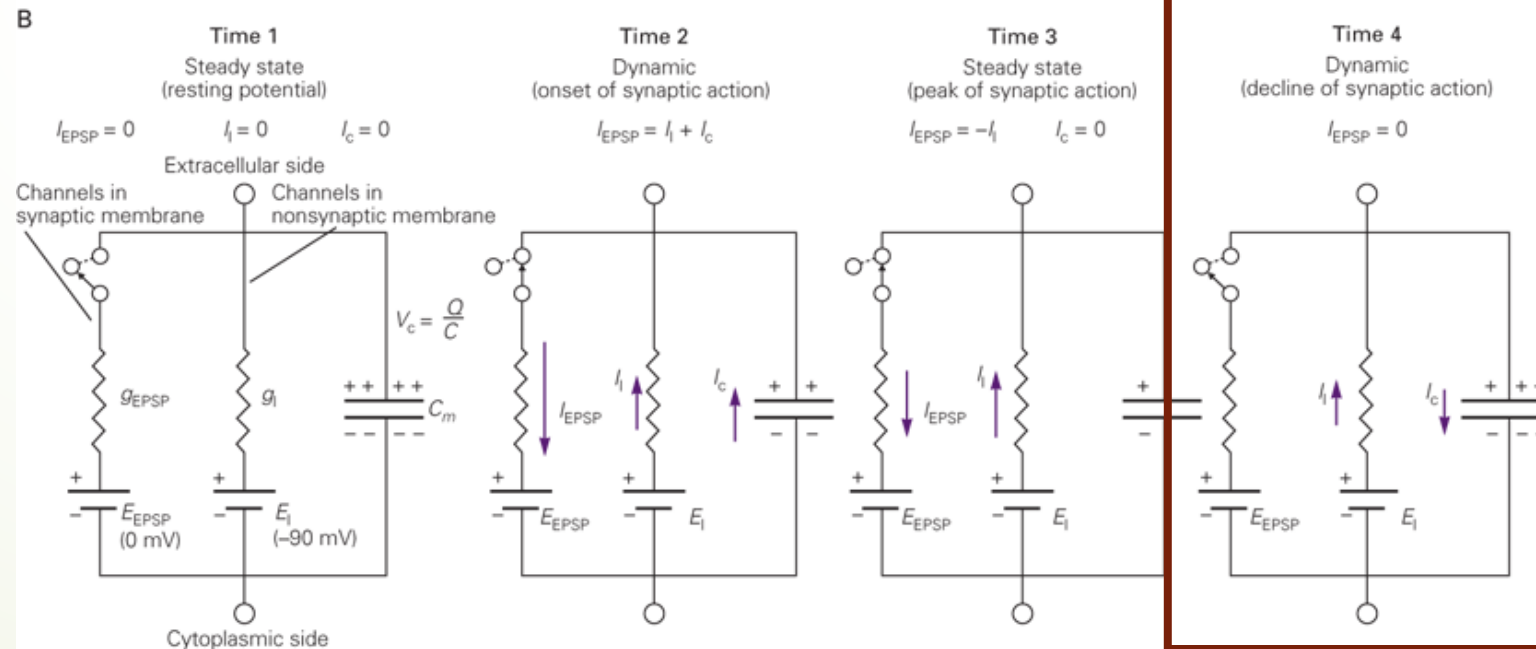 B
Time 1
Steady state
(resting potential)
I_EPSP = 0 I_l = 0 I_c = 0
Extracellular side
Channels in
synaptic membrane
Channels in
nonsynaptic membrane
V_c = Q/C
g_EPSP
g_l
+ + + +
C_m
– – – –
+
–
E_EPSP
(0 mV)
+
–
E_l
(–90 mV)
Cytoplasmic side
Time 2
Dynamic
(onset of synaptic action)
I_EPSP = I_l + I_c
I_EPSP
I_l
I_c
+ +
– –
+
–
E_EPSP
+
–
E_l
Time 3
Steady state
(peak of synaptic action)
I_EPSP = –I_l I_c = 0
I_EPSP
I_l
+
–
+
–
E_EPSP
+
–
E_l
Time 4
Dynamic
(decline of synaptic action)
I_EPSP = 0
I_l
I_c
+ +
– –
+
–
E_EPSP
+
–
E_l